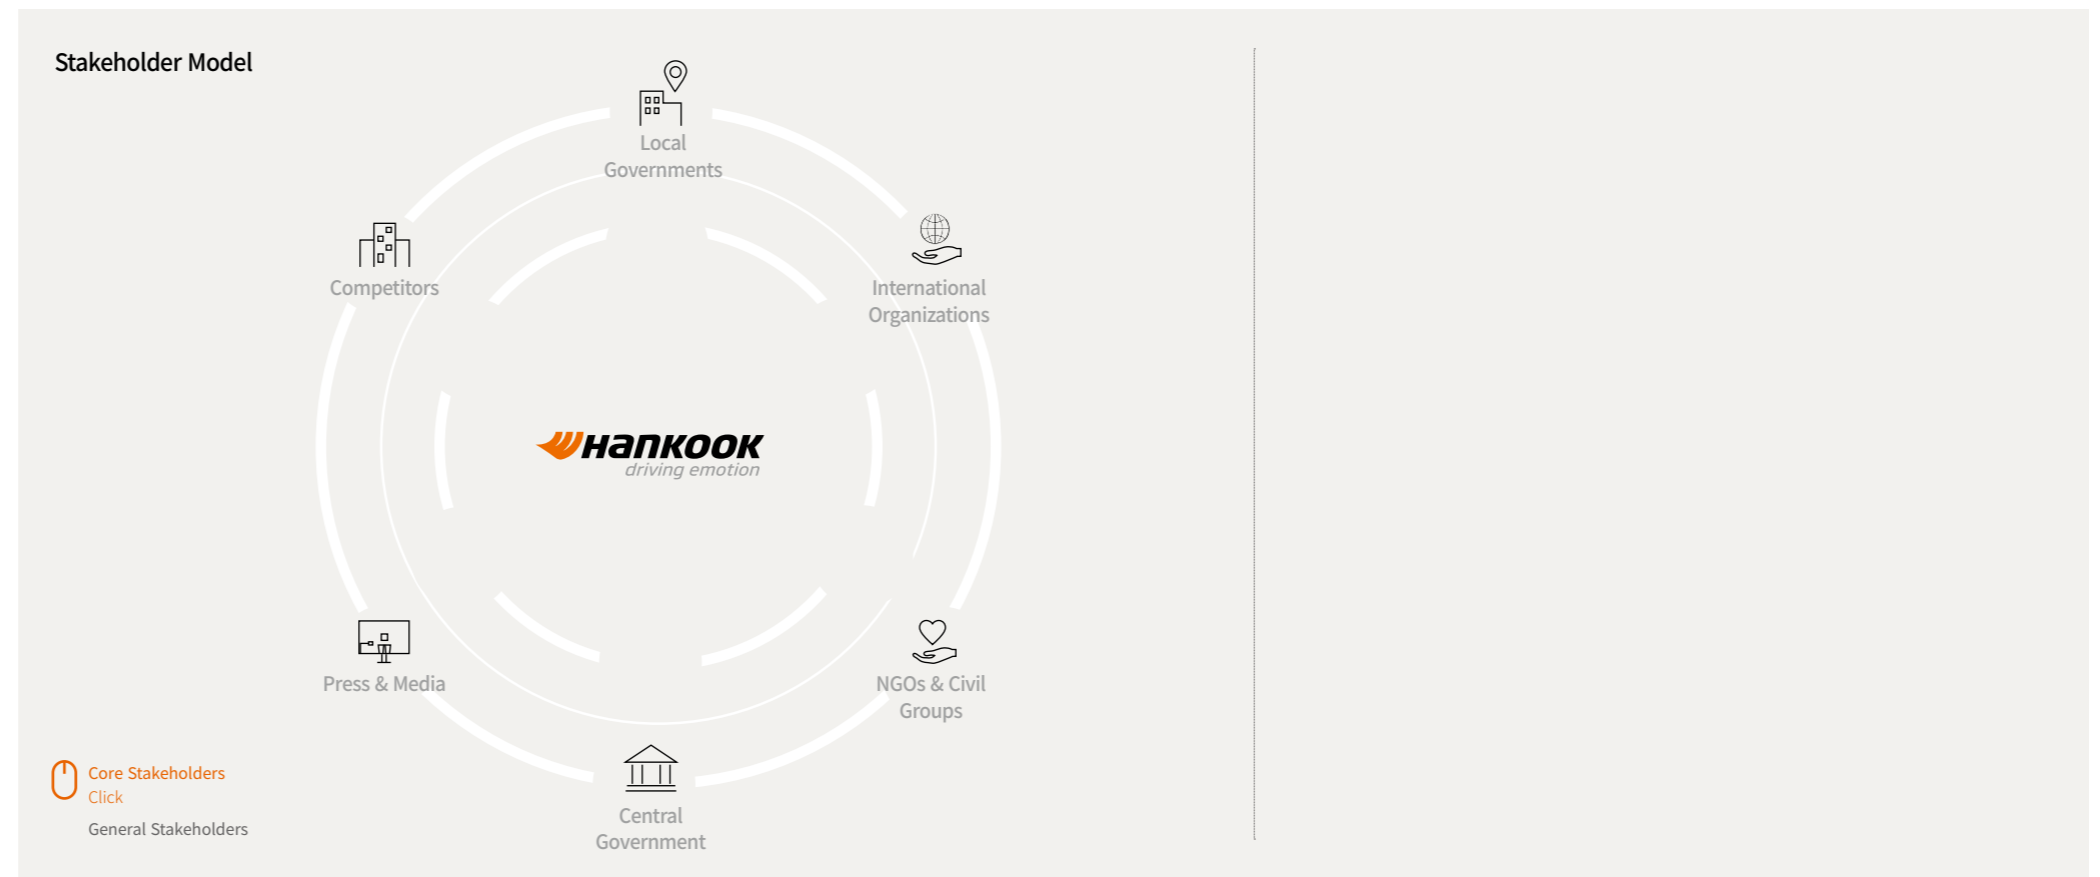 Stakeholder Model
Local
Governments
Competitors
International
Organizations
Hankook
driving emotion
Press & Media
NGOs & Civil
Groups
Central
Government
Core Stakeholders
Click
General Stakeholders